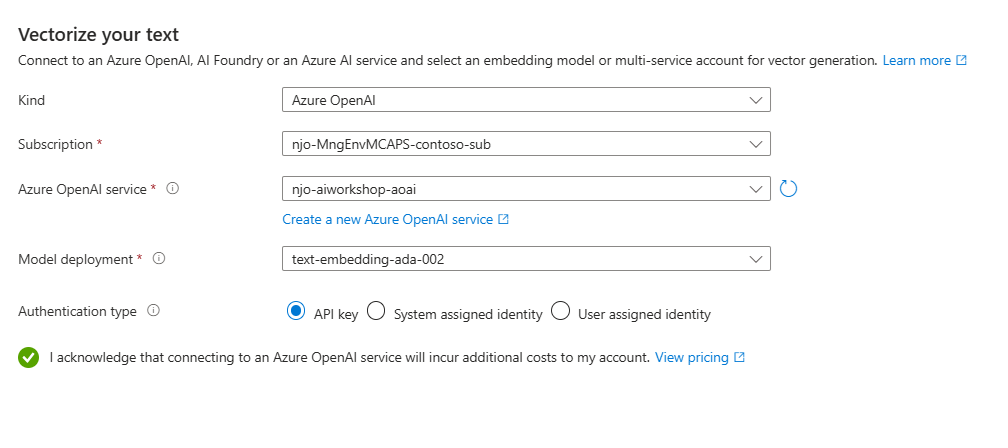 Vectorize your text
Connect to an Azure OpenAI, AI Foundry or an Azure AI service and select an embedding model or multi-service account for vector generation. Learn more
Kind
Azure OpenAI
Subscription *
njo-MngEnvMCAPS-contoso-sub
Azure OpenAI service *
njo-aiworkshop-aoai
Create a new Azure OpenAI service
Model deployment *
text-embedding-ada-002
Authentication type
API key
System assigned identity
User assigned identity
I acknowledge that connecting to an Azure OpenAI service will incur additional costs to my account. View pricing